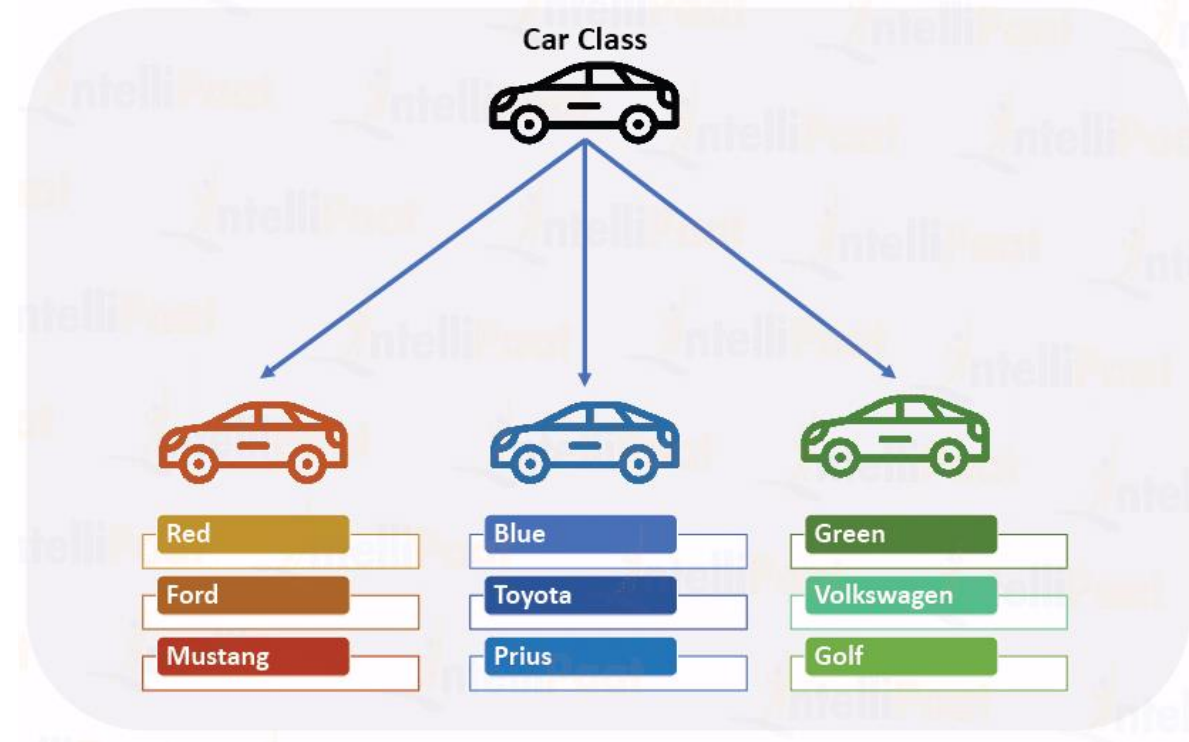 Car Class
Red
Ford
Mustang
Blue
Toyota
Prius
Green
Volkswagen
Golf